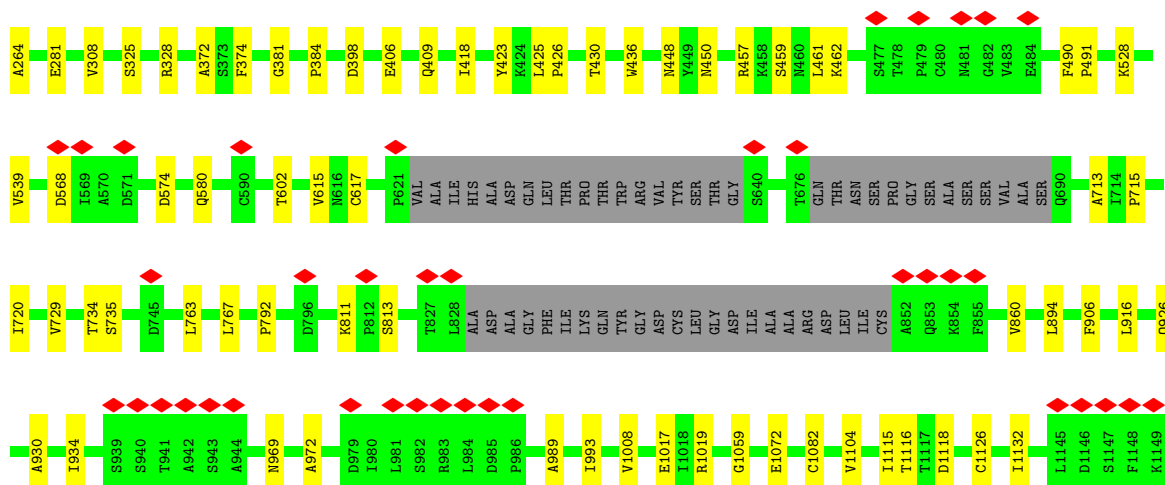 A264 E281 V308 S325 R328 A372 S373 F374 G381 P384 D398 E406 Q409 I418 Y423 K424 L425 P426 T430 W436 N448 Y449 N450 R457 K458 S459 N460 L461 K462 S477 T478 P479 C480 N481 G482 V483 E484 F490 P491 K528
V539 D568 I569 A570 D571 D574 Q580 C590 T602 V615 N616 C617 P621 VAL ALA ILE HIS ALA ASP GLN LEU THR PRO THR TRP ARG VAL TYR SER THR GLY S640 T676 GLN THR ASN SER PRO GLY SER ALA SER SER VAL ALA SER Q690 A713 I714 P715
I720 V729 T734 S735 D745 L763 L767 P792 D796 K811 P812 S813 T827 L828 ALA ASP ALA GLY PHE ILE LYS GLN TYR GLY ASP CYS LEU GLY ASP ILE ALA ALA ARG ASP LEU ILE CYS A852 Q853 K854 F855 V860 L894 F906 L916 Q926
A930 I934 S939 S940 T941 A942 S943 A944 N969 A972 D979 I980 L981 S982 R983 L984 D985 P986 A989 I993 V1008 E1017 I1018 R1019 G1059 E1072 C1082 V1104 I1115 T1116 T1117 D1118 C1126 I1132 L1145 D1146 S1147 F1148 K1149